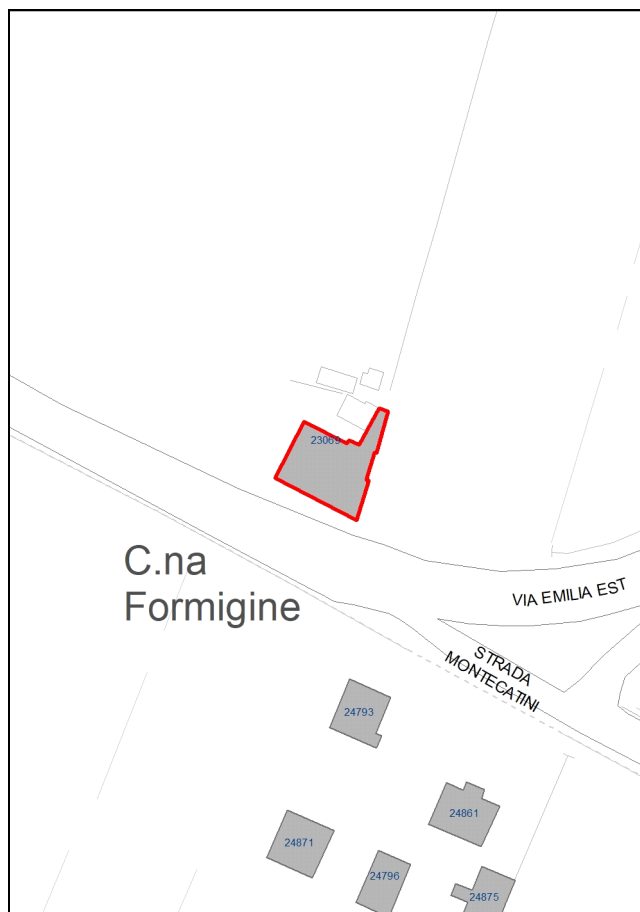 23069
C.na
Formigine
VIA EMILIA EST
STRADA
MONTECATINI
24793
24861
24871
24796
24875